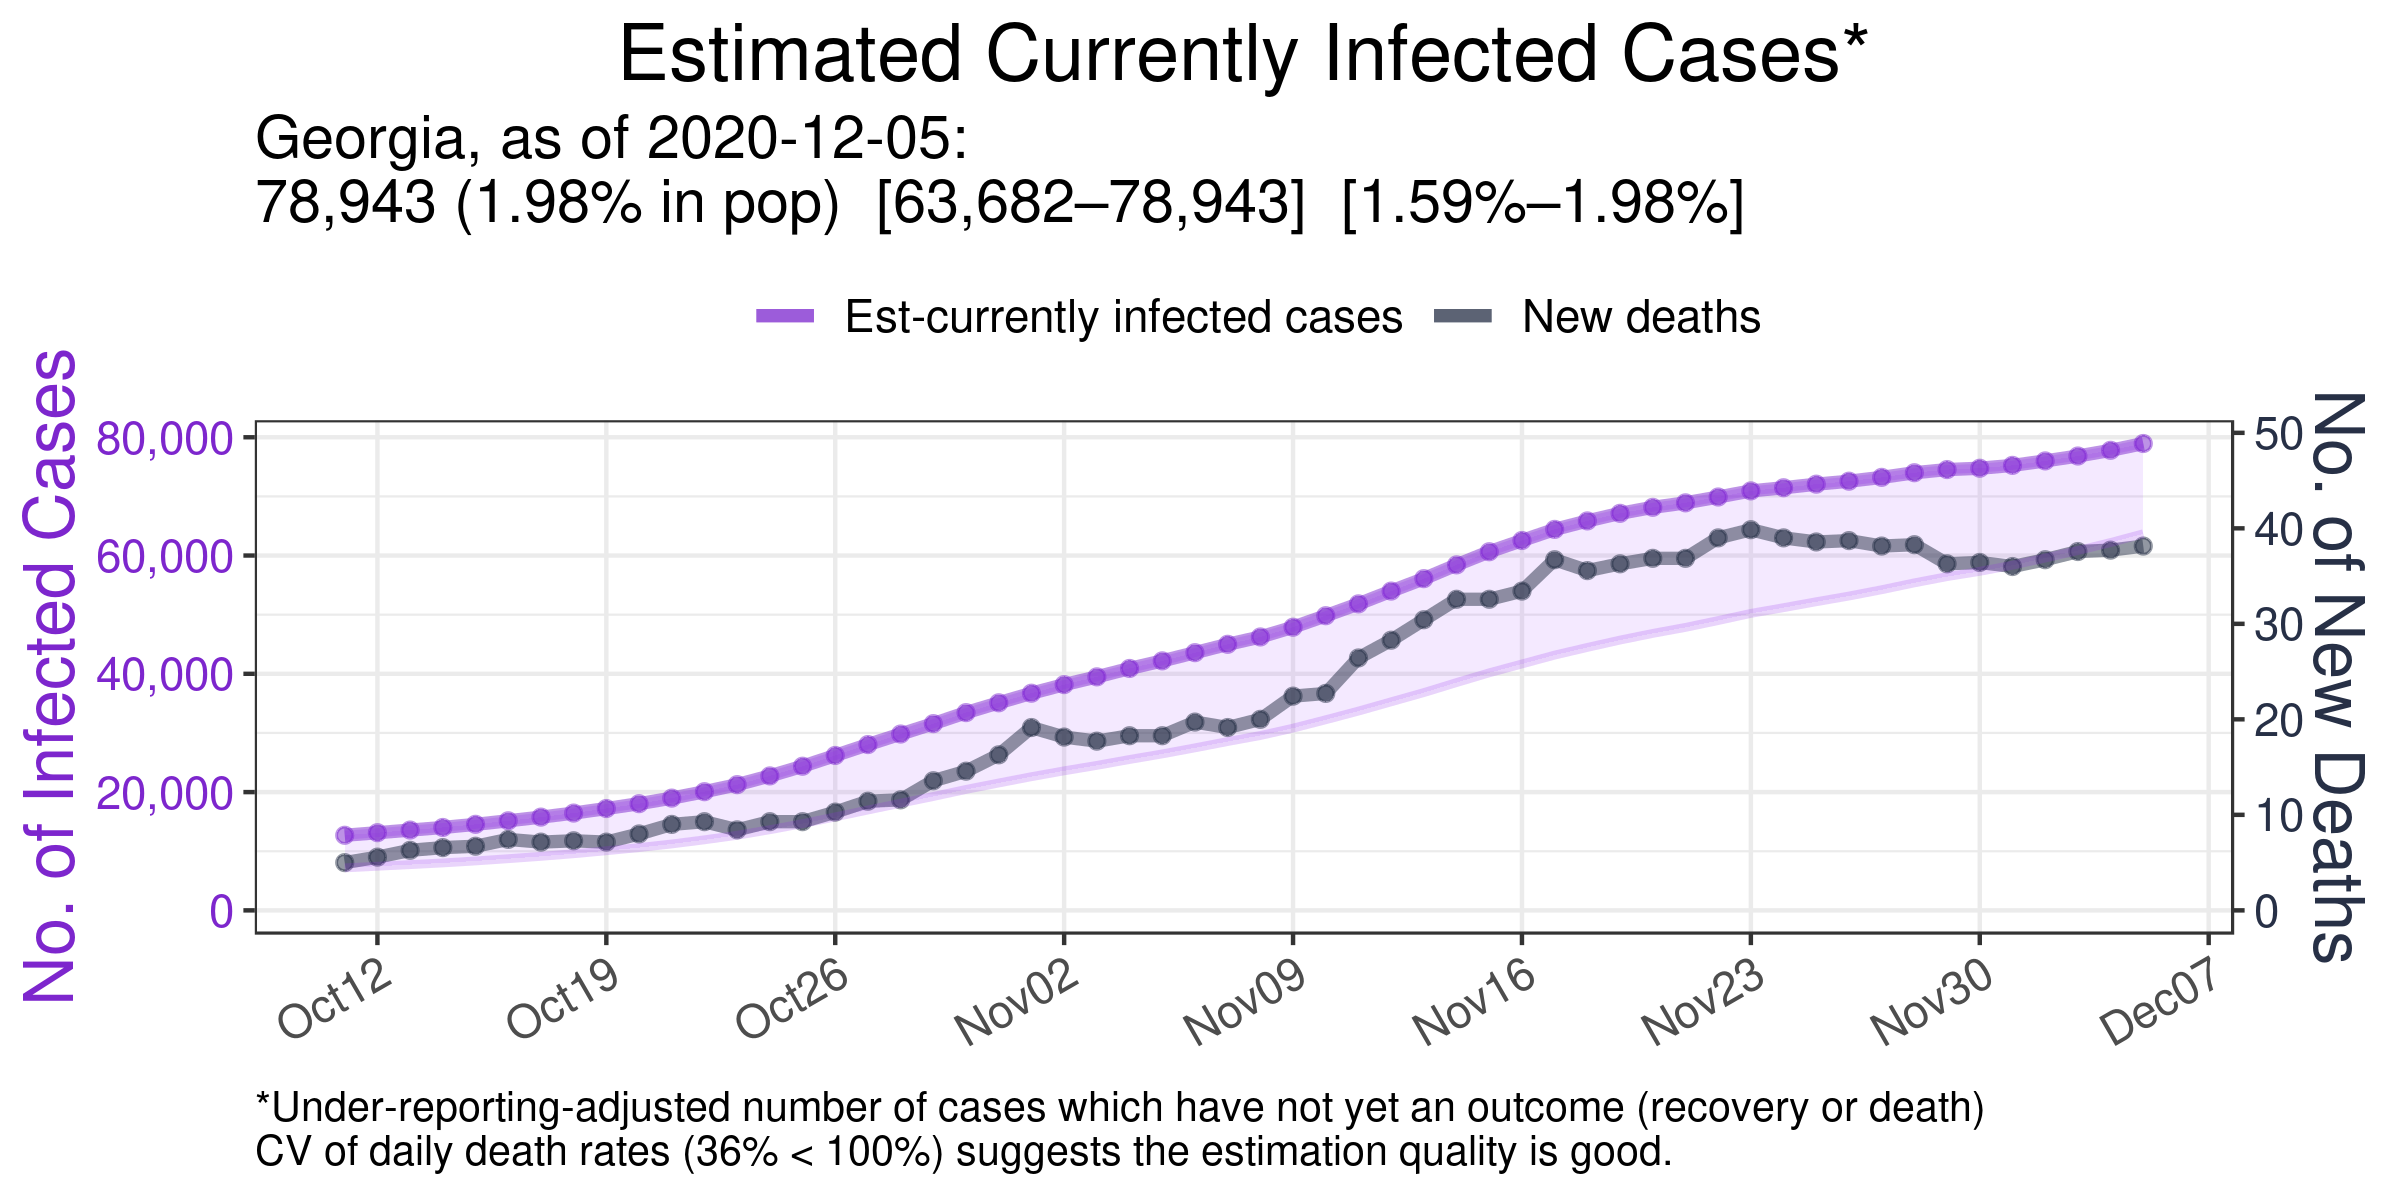 Estimated Currently Infected Cases*
Georgia, as of 2020-12-05:
78,943 (1.98% in pop)  [63,682–78,943]  [1.59%–1.98%]
Est-currently infected cases
New deaths
No. of Infected Cases
80,000
60,000
40,000
20,000
0
50
40
30
20
10
0
No. of New Deaths
Oct12
Oct19
Oct26
Nov02
Nov09
Nov16
Nov23
Nov30
Dec07
*Under-reporting-adjusted number of cases which have not yet an outcome (recovery or death)
CV of daily death rates (36% < 100%) suggests the estimation quality is good.